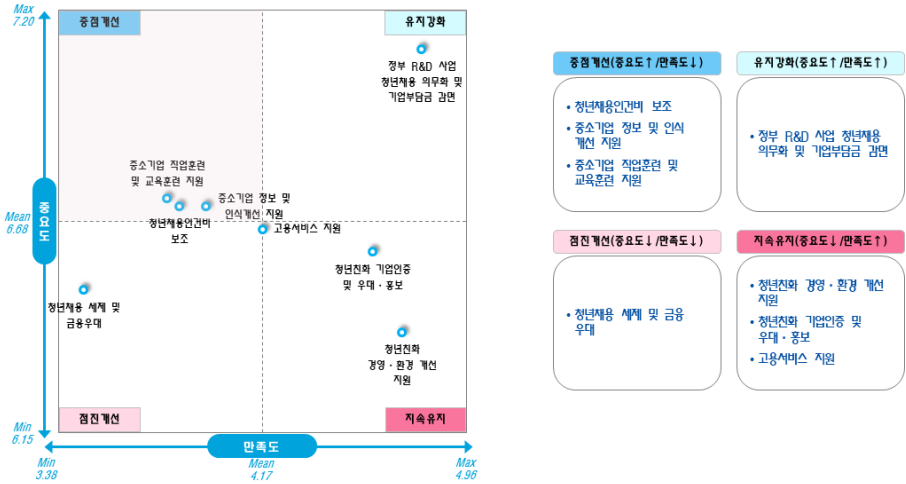 Max
7.20
중점개선
유지강화
정부 R&D 사업
청년채용 의무화 및
기업부담금 감면
중소기업 직업훈련
및 교육훈련 지원
중소기업 정보 및
인식개선 지원
청년채용인건비
보조
고용서비스 지원
Mean
6.68
중요도
청년친화 기업인증
및 우대·홍보
청년채용 세제 및
금융우대
청년친화
경영·환경 개선
지원
점진개선
지속유지
Min
6.15
만족도
Min
3.38
Mean
4.17
Max
4.96
중점개선(중요도↑/만족도↓)
• 청년채용인건비 보조
• 중소기업 정보 및 인식
개선 지원
• 중소기업 직업훈련 및
교육훈련 지원
유지강화(중요도↑/만족도↑)
• 정부 R&D 사업 청년채용
의무화 및 기업부담금 감면
점진개선(중요도↓/만족도↓)
• 청년채용 세제 및 금융
우대
지속유지(중요도↓/만족도↑)
• 청년친화 경영·환경 개선
지원
• 청년친화 기업인증 및
우대·홍보
• 고용서비스 지원